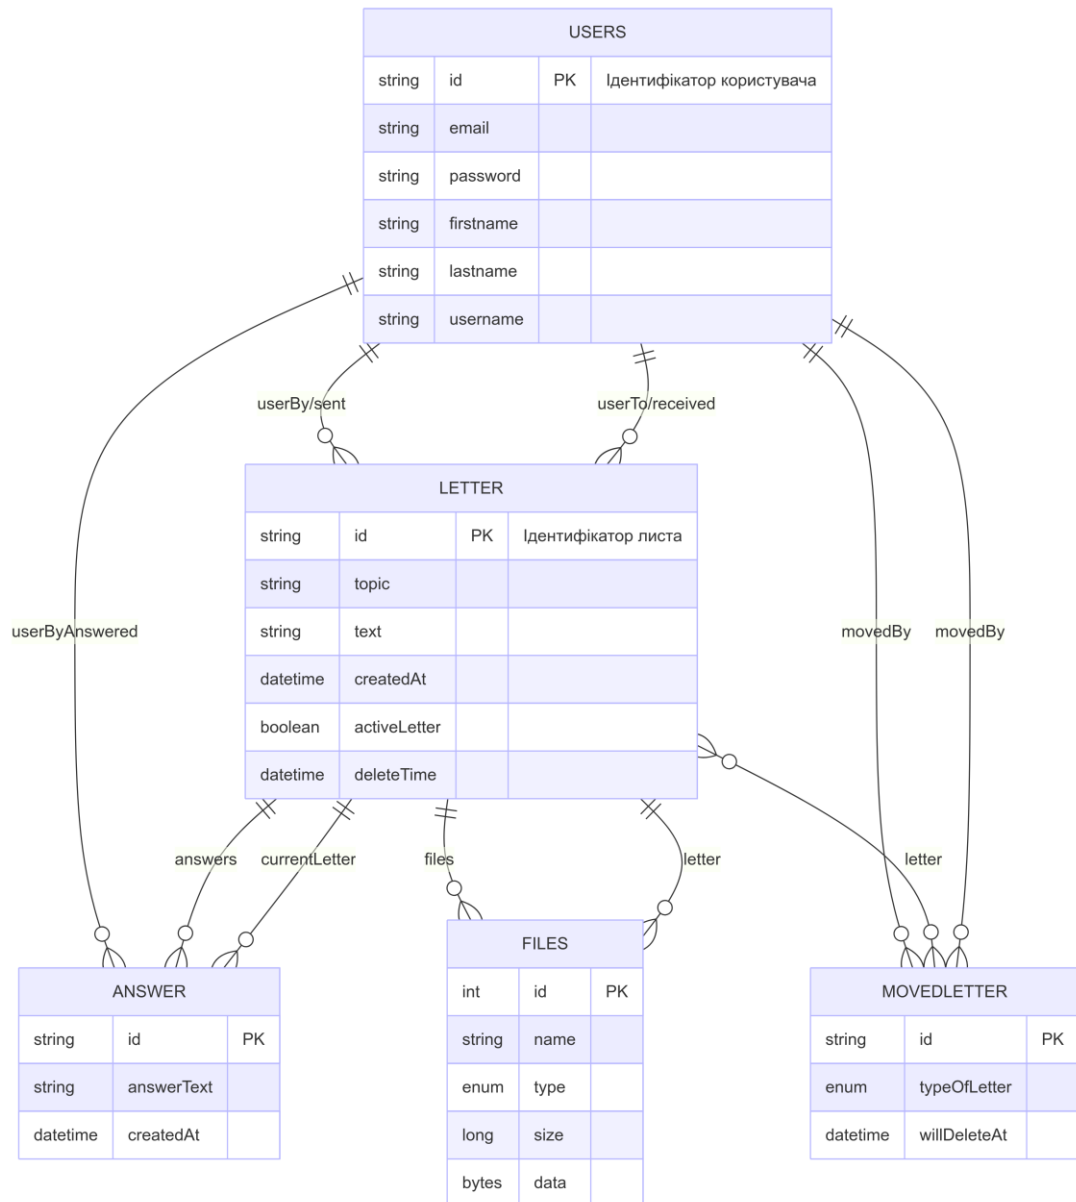 USERS
string id PK Ідентифікатор користувача
string email
string password
string firstname
string lastname
string username
userBy/sent userTo/received
LETTER
string id PK Ідентифікатор листа
string topic
string text
datetime createdAt
boolean activeLetter
datetime deleteTime
userByAnswered movedBy movedBy
answers currentLetter files letter letter
ANSWER
string id PK
string answerText
datetime createdAt
FILES
int id PK
string name
enum type
long size
bytes data
MOVEDLETTER
string id PK
enum typeOfLetter
datetime willDeleteAt